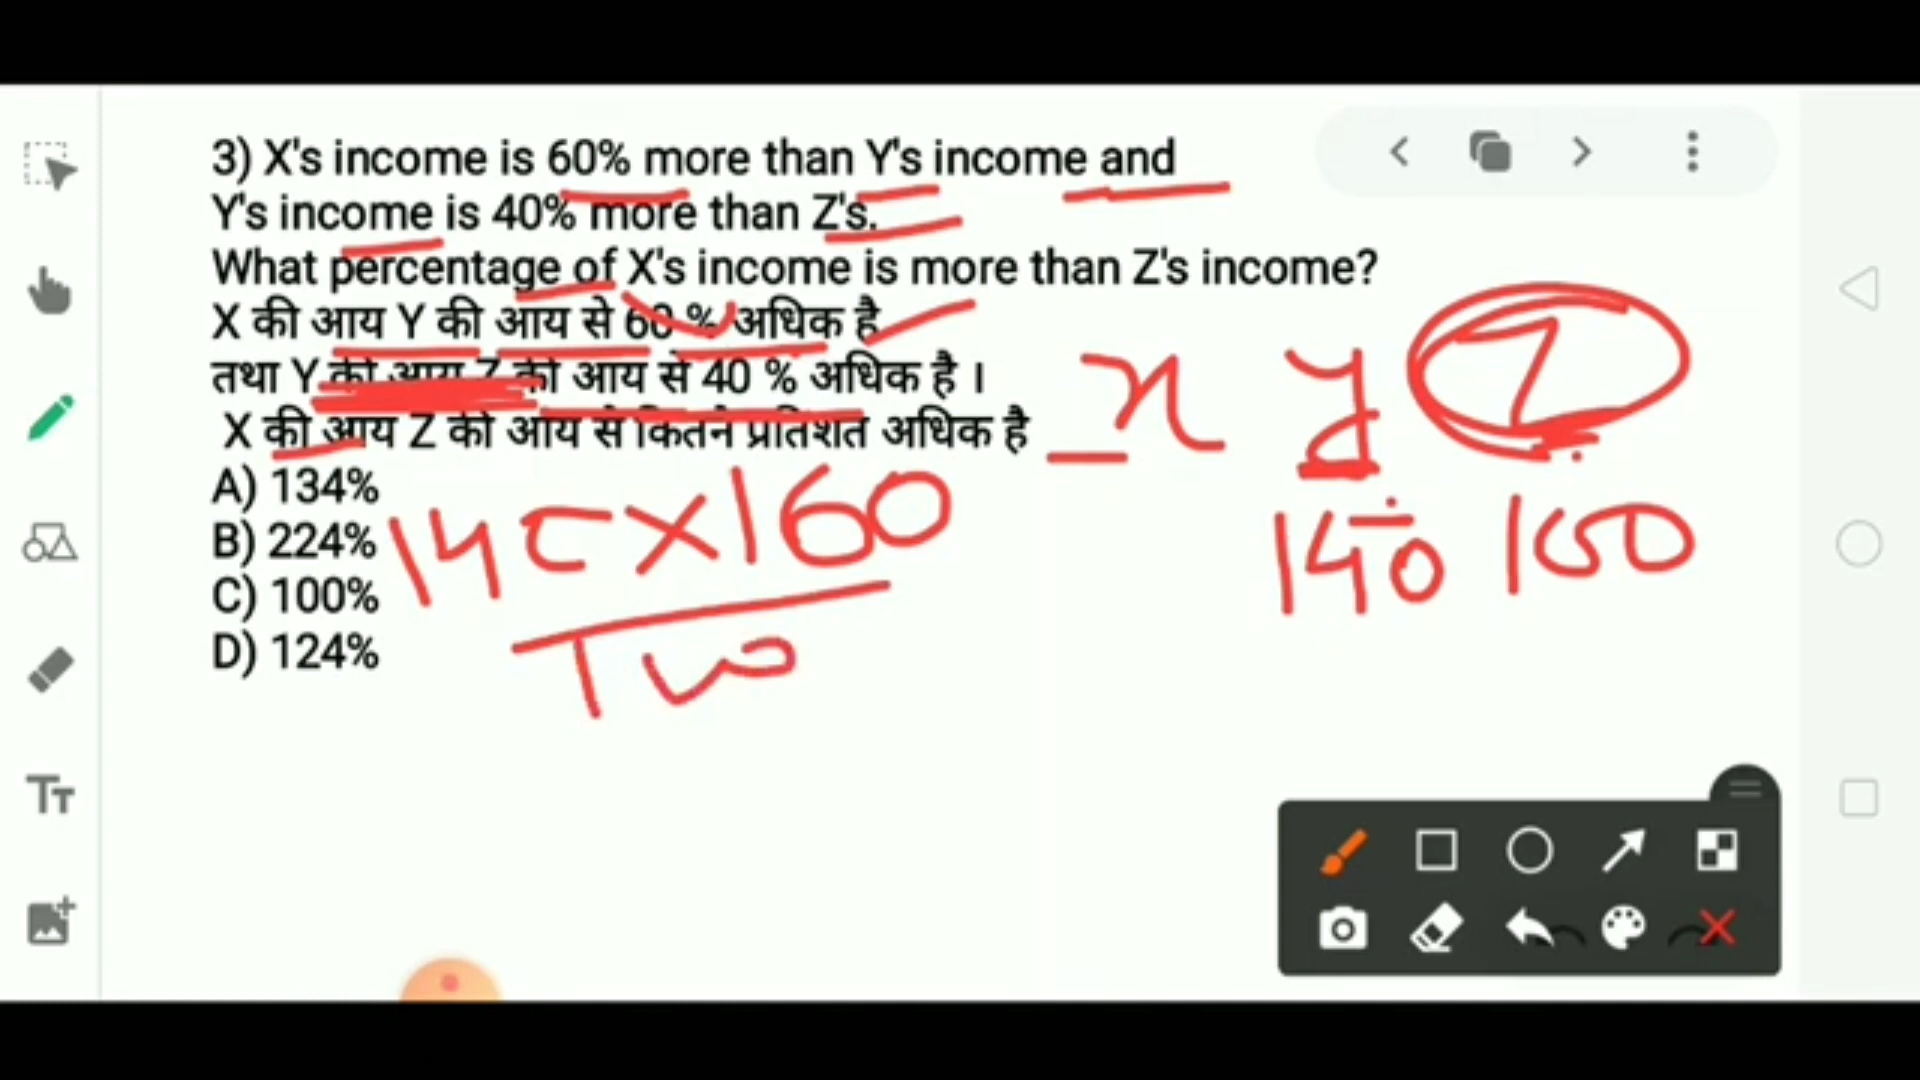 3) X's income is 60% more than Y's income and
Y's income is 40% more than Z's.
What percentage of X's income is more than Z's income?
X की आय Y की आय से 60 % अधिक है
तथा Y की आय Z की आय से 40 % अधिक है ।
X की आय Z की आय से कितने प्रतिशत अधिक है
x y Z
A) 134%
B) 224%
C) 100%
D) 124%
140 × 160
100
140 100
Tт